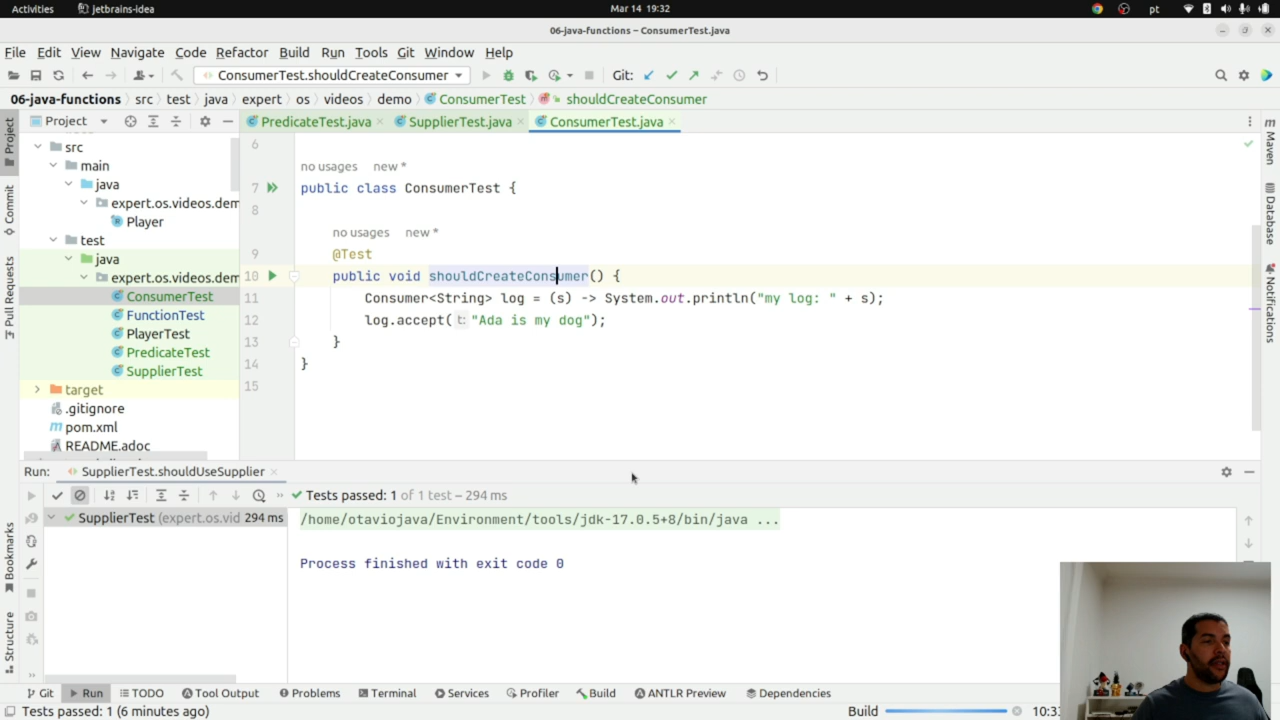 Activities jetbrains-idea Mar 14 19:32 pt
06-java-functions – ConsumerTest.java
File Edit View Navigate Code Refactor Build Run Tools Git Window Help
ConsumerTest.shouldCreateConsumer Git:
06-java-functions src test java expert os videos demo ConsumerTest shouldCreateConsumer
Project PredicateTest.java SupplierTest.java ConsumerTest.java
src
main
java
expert.os.videos.dem
Player
test
java
expert.os.videos.dem
ConsumerTest
FunctionTest
PlayerTest
PredicateTest
SupplierTest
target
.gitignore
pom.xml
README.adoc
6
no usages new *
7 public class ConsumerTest {
8
no usages new *
9 @Test
10 public void shouldCreateConsumer() {
11 Consumer<String> log = (s) -> System.out.println("my log: " + s);
12 log.accept( t: "Ada is my dog");
13 }
14 }
15
Project
Commit
Pull Requests
Bookmarks
Structure
m Maven
Database
Notifications
Run: SupplierTest.shouldUseSupplier
Tests passed: 1 of 1 test – 294 ms
SupplierTest (expert.os.vid 294 ms
/home/otaviojava/Environment/tools/jdk-17.0.5+8/bin/java ...
Process finished with exit code 0
Git Run TODO Tool Output Problems Terminal Services Profiler Build ANTLR Preview Dependencies
Tests passed: 1 (6 minutes ago) Build